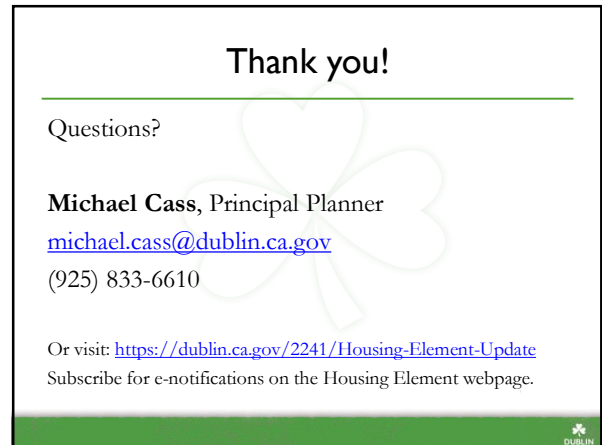 Thank you!
Questions?
Michael Cass, Principal Planner
michael.cass@dublin.ca.gov
(925) 833-6610
Or visit: https://dublin.ca.gov/2241/Housing-Element-Update
Subscribe for e-notifications on the Housing Element webpage.
DUBLIN